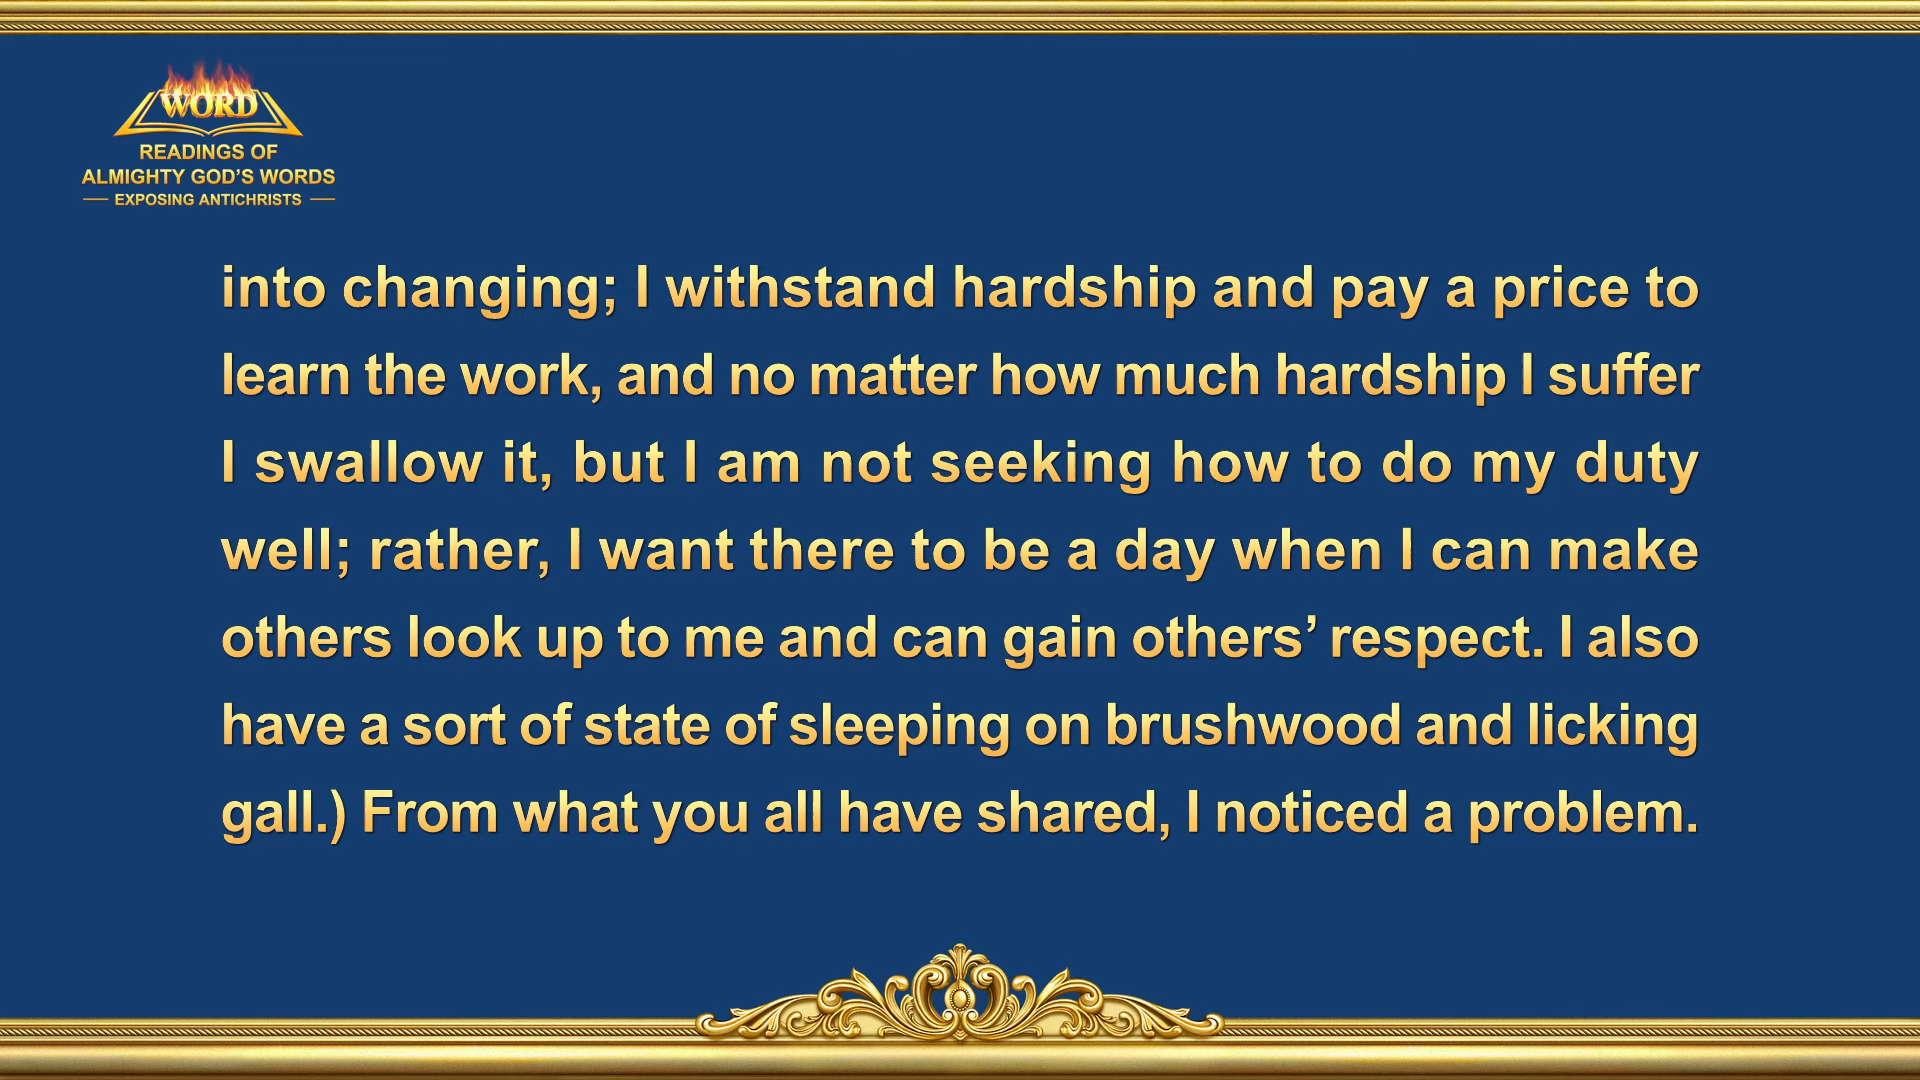 WORD
READINGS OF
ALMIGHTY GOD'S WORDS
EXPOSING ANTICHRISTS
into changing; I withstand hardship and pay a price to
learn the work, and no matter how much hardship I suffer
I swallow it, but I am not seeking how to do my duty
well; rather, I want there to be a day when I can make
others look up to me and can gain others’ respect. I also
have a sort of state of sleeping on brushwood and licking
gall.) From what you all have shared, I noticed a problem.